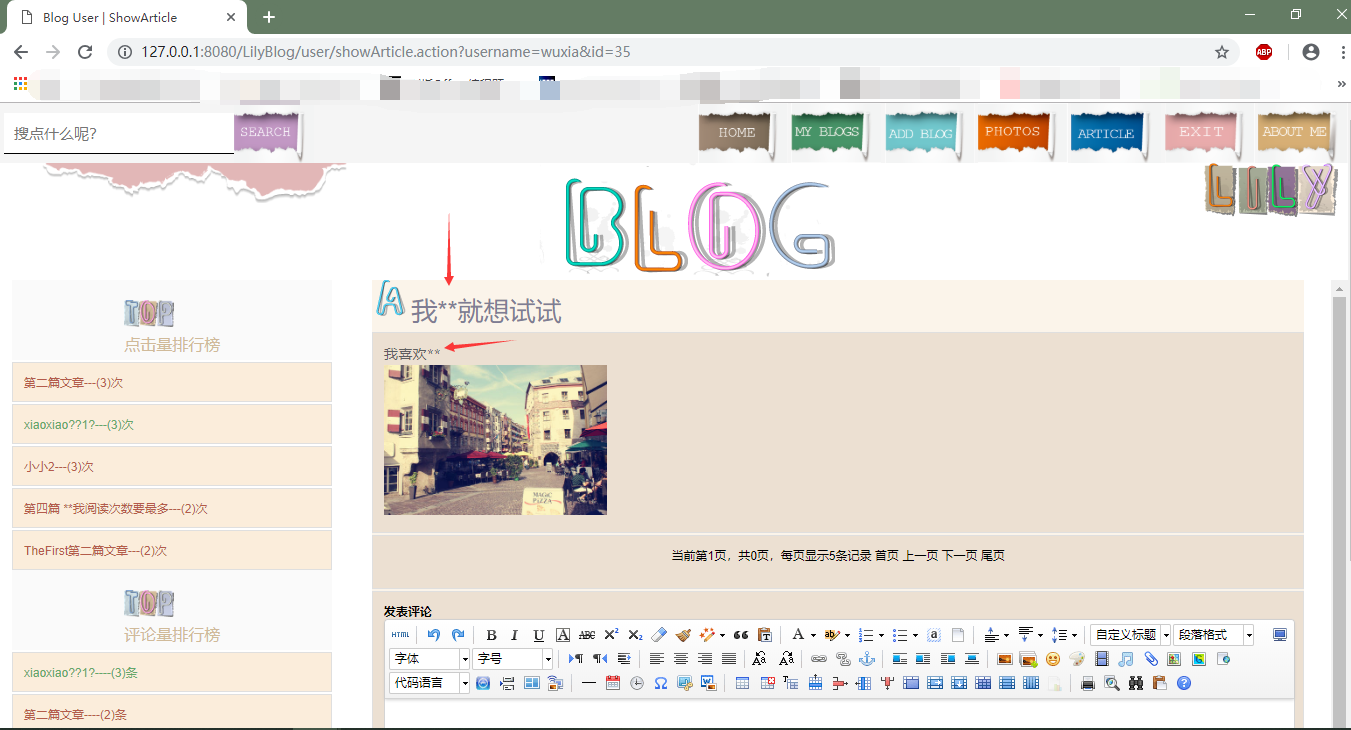 Blog User | ShowArticle
127.0.0.1:8080/LilyBlog/user/showArticle.action?username=wuxia&id=35
ABP
搜点什么呢?
SEARCH
HOME
MY BLOGS
ADD BLOG
PHOTOS
ARTICLE
EXIT
ABOUT ME
BLOG
LILY
TOP
点击量排行榜
第二篇文章---(3)次
xiaoxiao??1?---(3)次
小小2---(3)次
第四篇 **我阅读次数要最多---(2)次
TheFirst第二篇文章---(2)次
TOP
评论量排行榜
xiaoxiao??1?----(3)条
第二篇文章----(2)条
A 我**就想试试
我喜欢**
MAGIC
PIZZA
当前第1页，共0页，每页显示5条记录 首页 上一页 下一页 尾页
发表评论
HTML
自定义标题
段落格式
字体
字号
代码语言